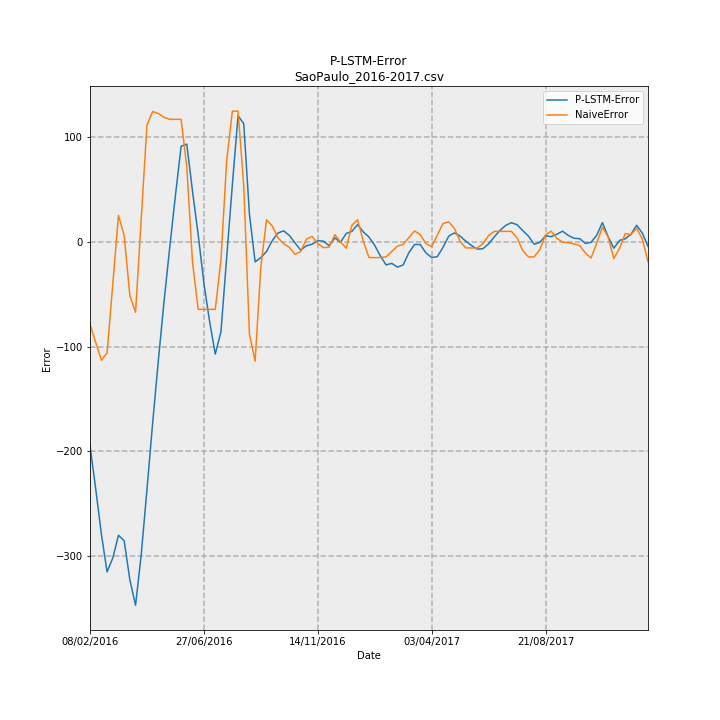 P-LSTM-Error
SaoPaulo_2016-2017.csv
P-LSTM-Error
NaiveError
100
0
−100
−200
−300
Error
08/02/2016 27/06/2016 14/11/2016 03/04/2017 21/08/2017
Date